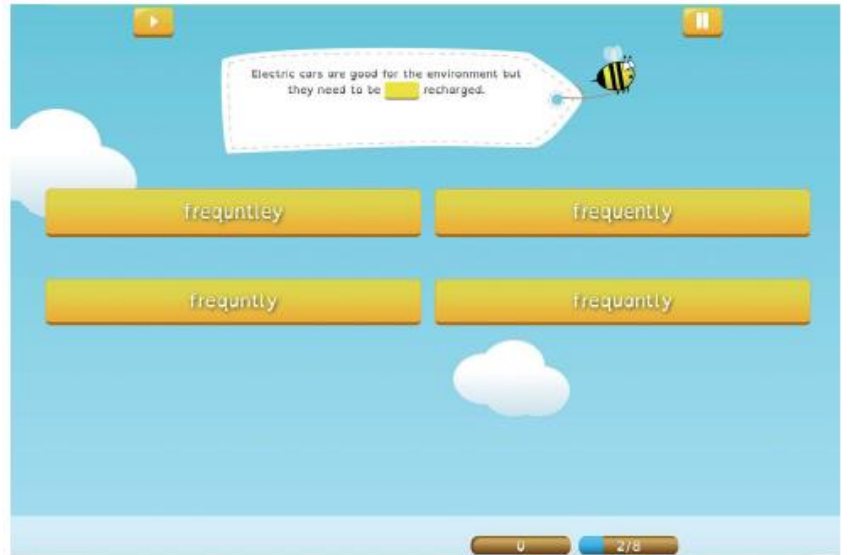 Electric cars are good for the environment but
they need to be recharged.
frequntley
frequently
frequntly
frequantly
0
2/8